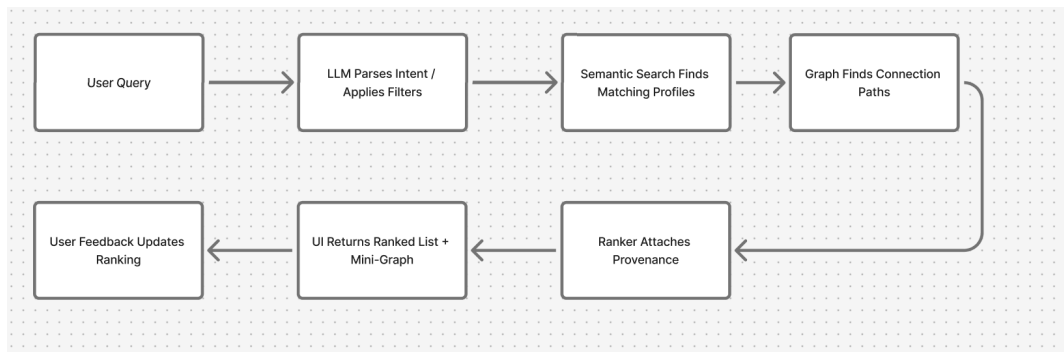 User Query
LLM Parses Intent /
Applies Filters
Semantic Search Finds
Matching Profiles
Graph Finds Connection
Paths
Ranker Attaches
Provenance
UI Returns Ranked List +
Mini-Graph
User Feedback Updates
Ranking